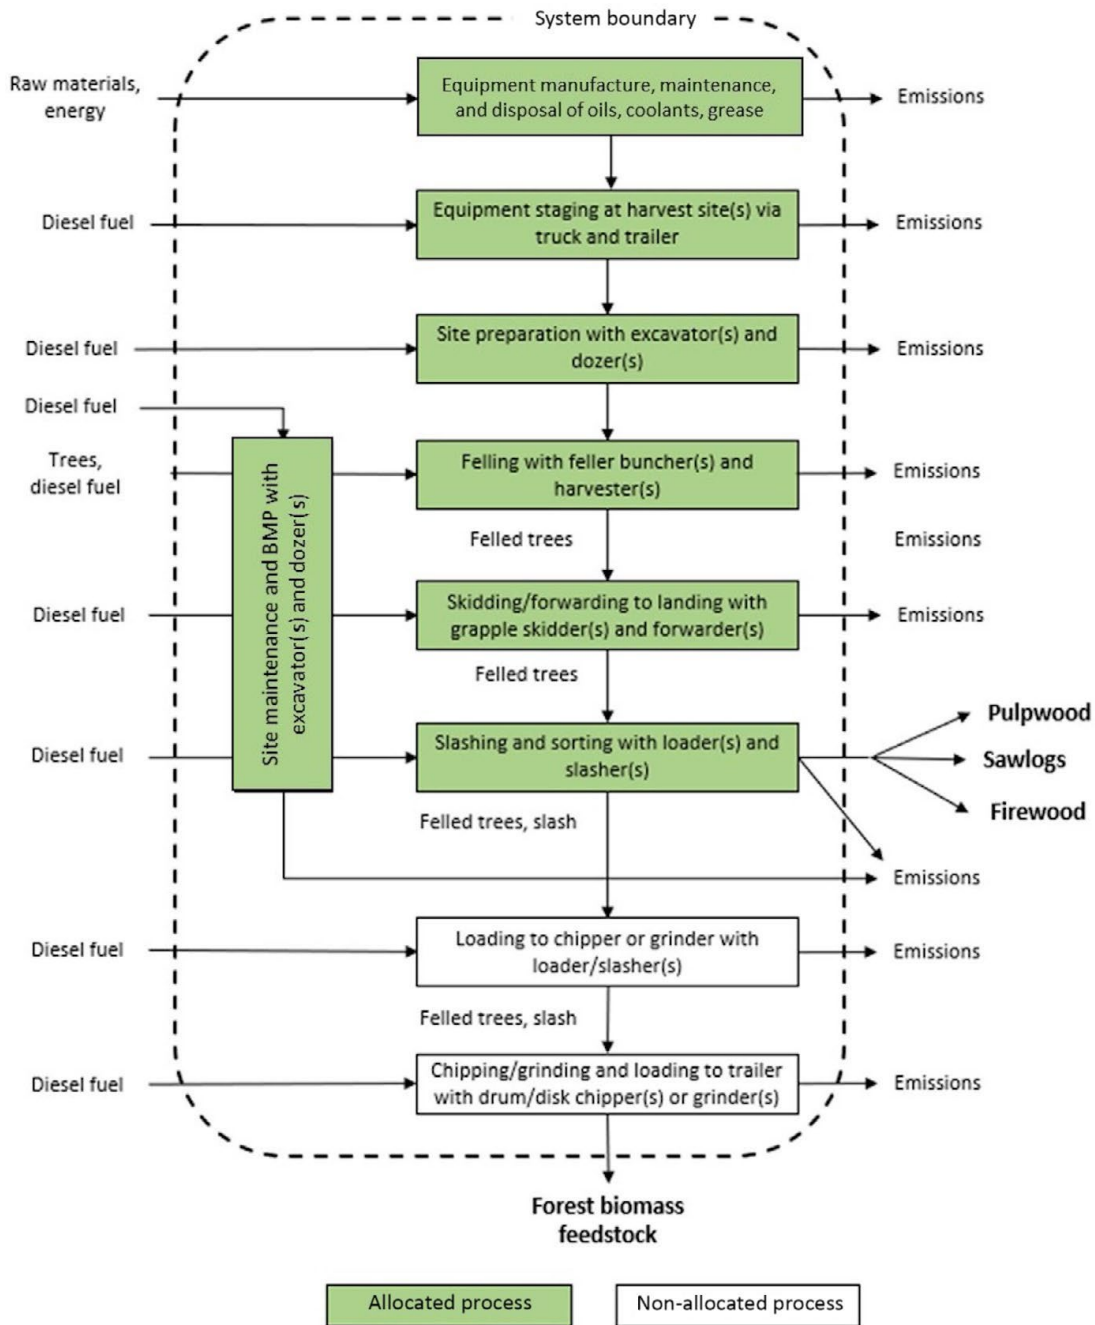 System boundary
Raw materials,
energy
Equipment manufacture, maintenance,
and disposal of oils, coolants, grease
Emissions
Diesel fuel
Equipment staging at harvest site(s) via
truck and trailer
Emissions
Diesel fuel
Site preparation with excavator(s) and
dozer(s)
Emissions
Diesel fuel
Site maintenance and BMP with
excavator(s) and dozer(s)
Trees,
diesel fuel
Felling with feller buncher(s) and
harvester(s)
Emissions
Felled trees
Emissions
Diesel fuel
Skidding/forwarding to landing with
grapple skidder(s) and forwarder(s)
Emissions
Felled trees
Diesel fuel
Slashing and sorting with loader(s) and
slasher(s)
Pulpwood
Sawlogs
Firewood
Felled trees, slash
Emissions
Diesel fuel
Loading to chipper or grinder with
loader/slasher(s)
Emissions
Felled trees, slash
Diesel fuel
Chipping/grinding and loading to trailer
with drum/disk chipper(s) or grinder(s)
Emissions
Forest biomass
feedstock
Allocated process
Non-allocated process